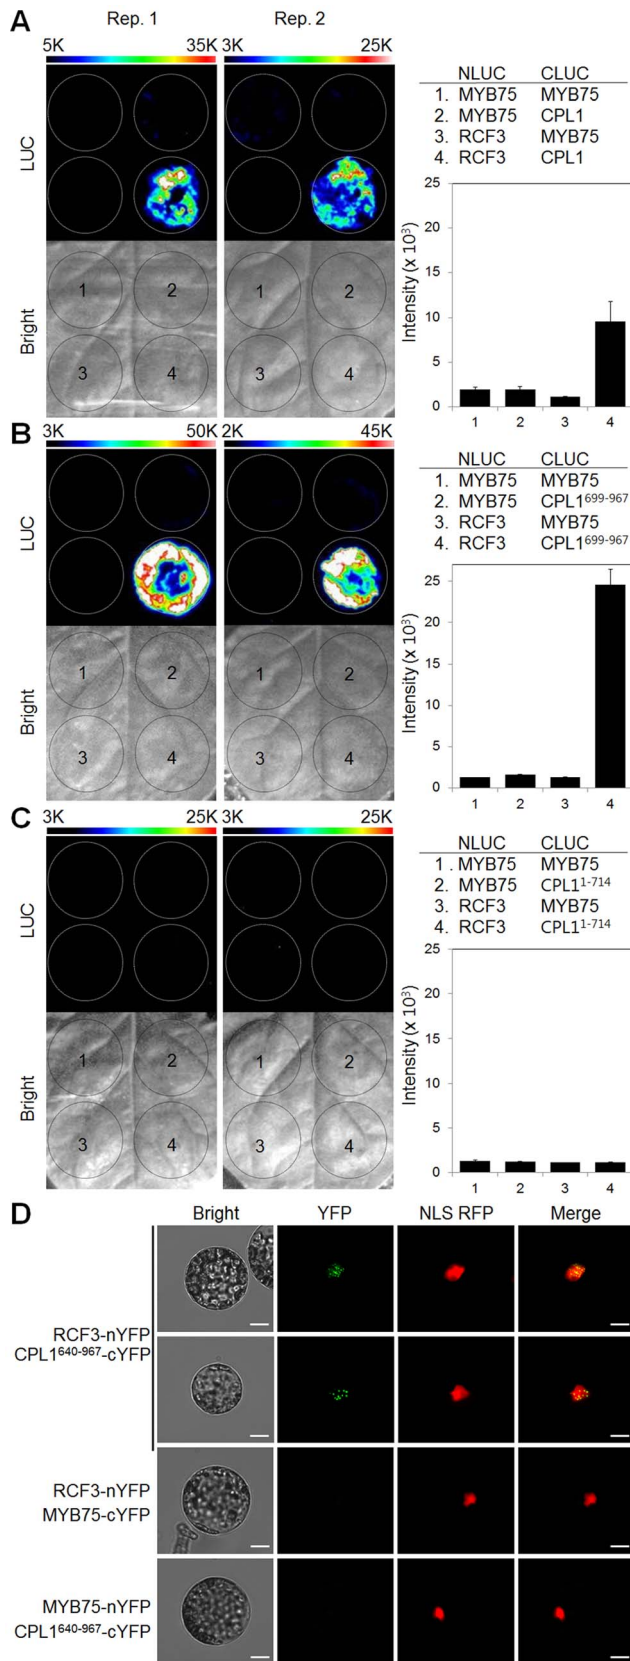 A
Rep. 1
Rep. 2
5K
35K
3K
25K
LUC
Bright
1
2
3
4
1
2
3
4
NLUC CLUC
1. MYB75 MYB75
2. MYB75 CPL1
3. RCF3 MYB75
4. RCF3 CPL1
Intensity (x 10³)
25
20
15
10
5
0
1 2 3 4
B
3K
50K
2K
45K
LUC
Bright
1
2
3
4
1
2
3
4
NLUC CLUC
1. MYB75 MYB75
2. MYB75 CPL1⁶⁹⁹⁻⁹⁶⁷
3. RCF3 MYB75
4. RCF3 CPL1⁶⁹⁹⁻⁹⁶⁷
Intensity (x 10³)
25
20
15
10
5
0
1 2 3 4
C
3K
25K
3K
25K
LUC
Bright
1
2
3
4
1
2
3
4
NLUC CLUC
1. MYB75 MYB75
2. MYB75 CPL1¹⁻⁷¹⁴
3. RCF3 MYB75
4. RCF3 CPL1¹⁻⁷¹⁴
Intensity (x 10³)
25
20
15
10
5
0
1 2 3 4
D
Bright YFP NLS RFP Merge
RCF3-nYFP
CPL1⁶⁴⁰⁻⁹⁶⁷-cYFP
RCF3-nYFP
MYB75-cYFP
MYB75-nYFP
CPL1⁶⁴⁰⁻⁹⁶⁷-cYFP